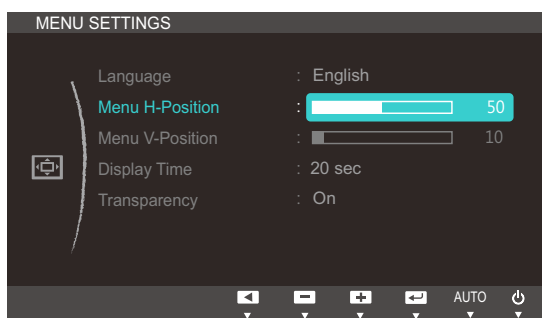 MENU SETTINGS
Language : English
Menu H-Position : 50
Menu V-Position : 10
Display Time : 20 sec
Transparency : On
AUTO